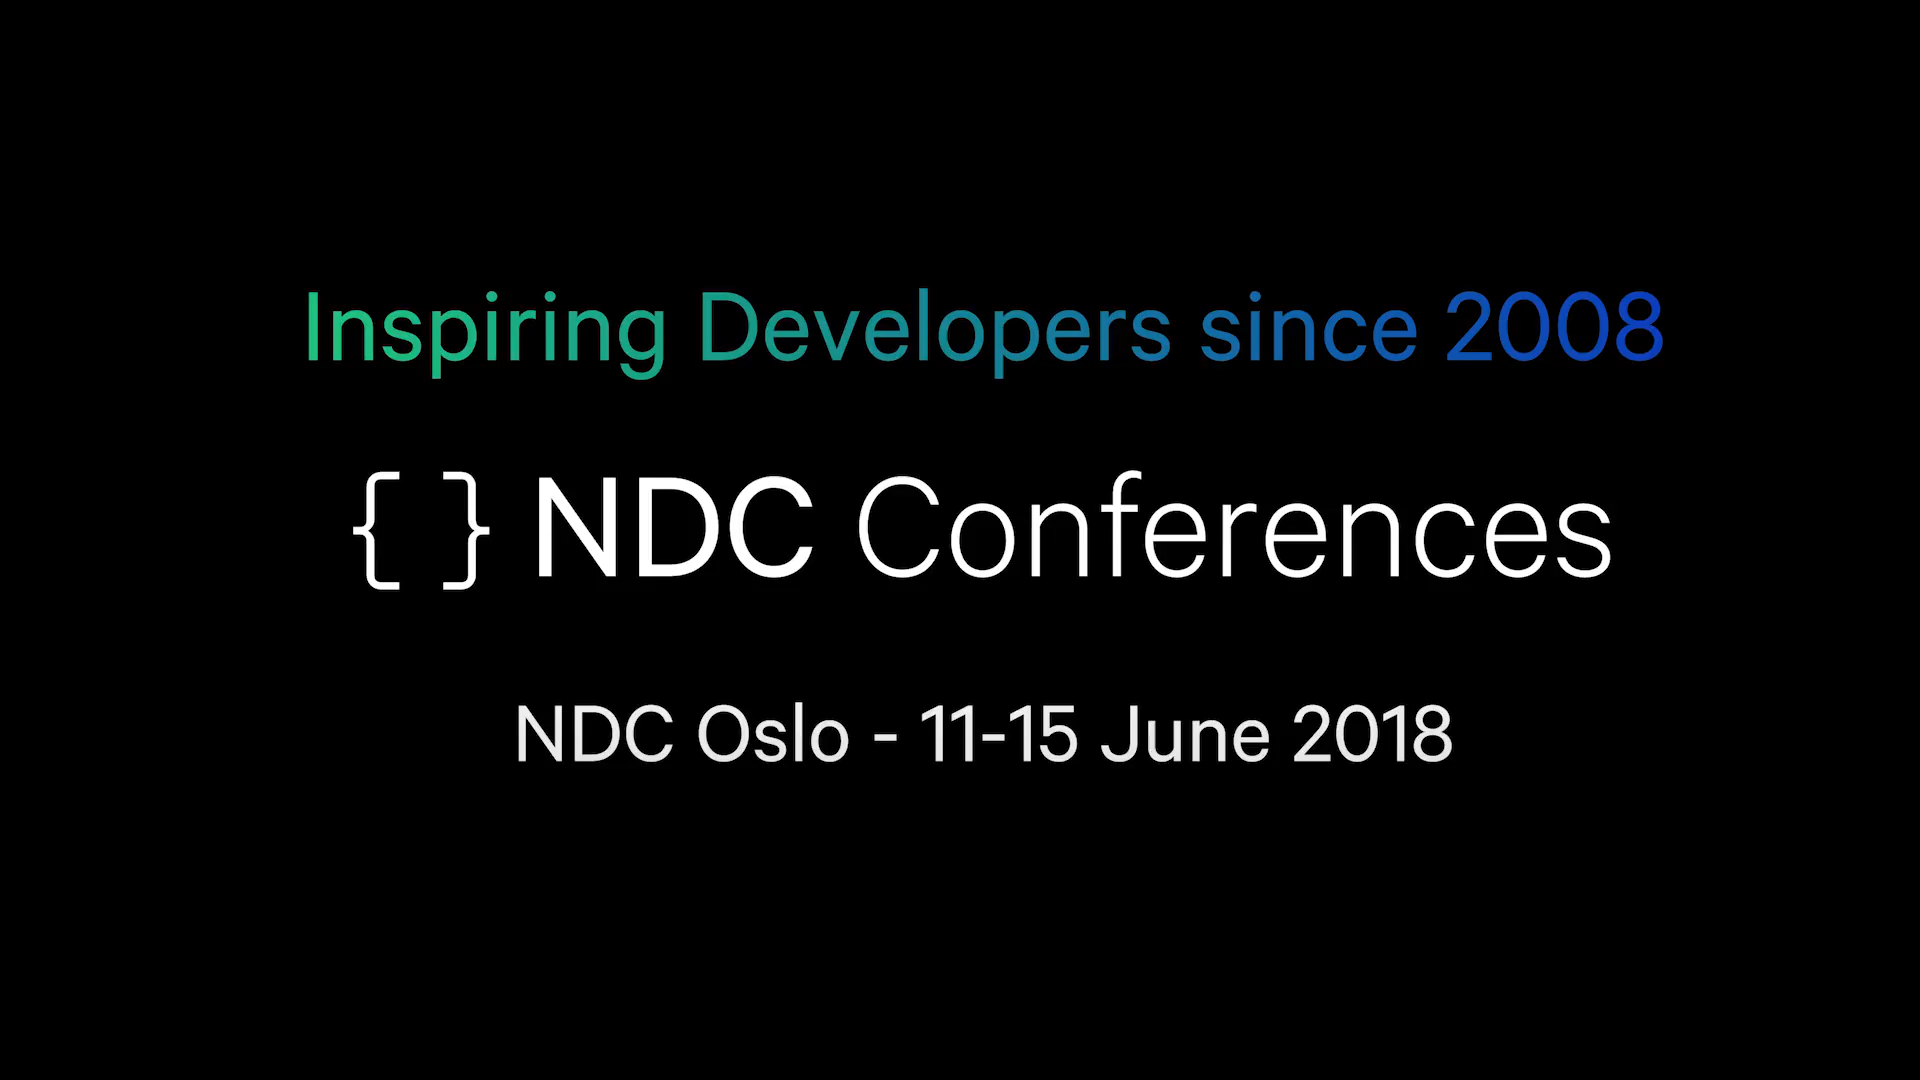 Inspiring Developers since 2008
{ } NDC Conferences
NDC Oslo - 11-15 June 2018